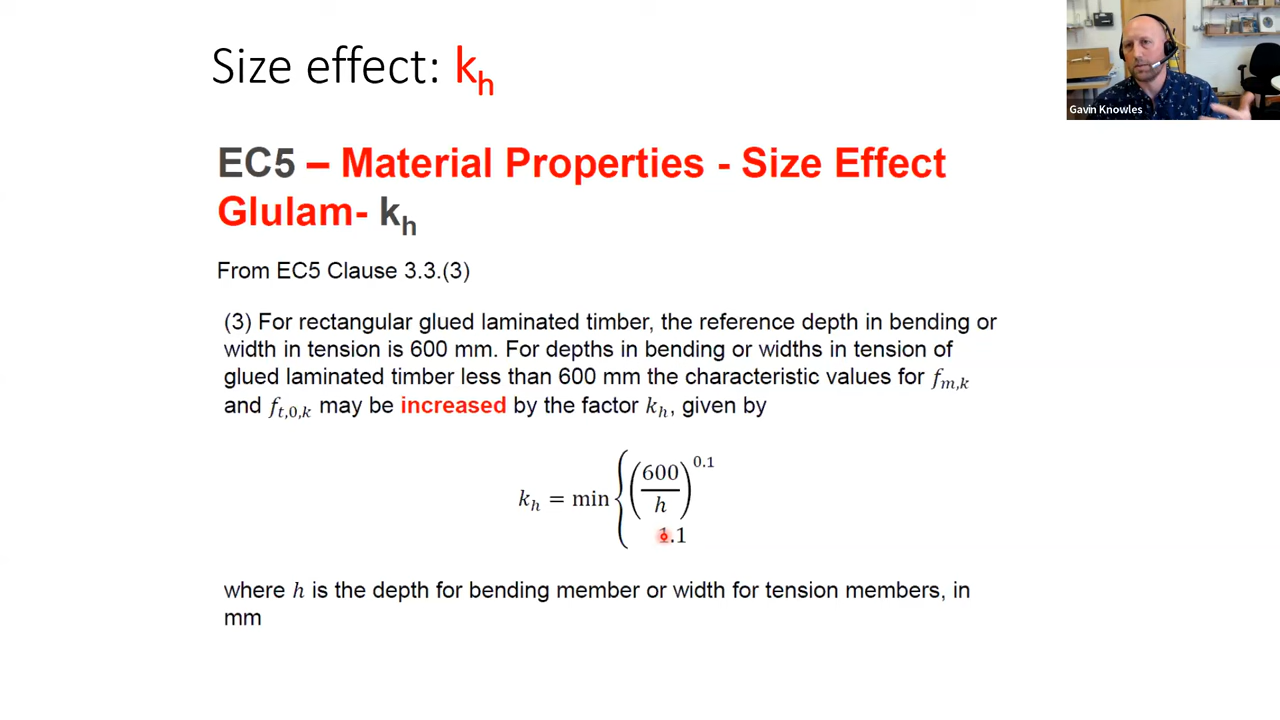 Size effect: kh
Gavin Knowles
EC5 – Material Properties - Size Effect
Glulam- kh
From EC5 Clause 3.3.(3)
(3) For rectangular glued laminated timber, the reference depth in bending or
width in tension is 600 mm. For depths in bending or widths in tension of
glued laminated timber less than 600 mm the characteristic values for fm,k
and ft,0,k may be increased by the factor kh, given by
kh = min { (600/h)^0.1
1.1
where h is the depth for bending member or width for tension members, in
mm